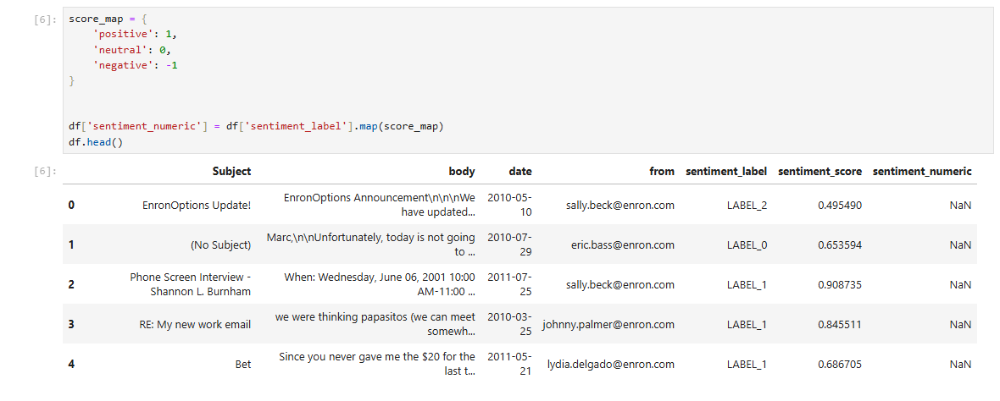 [6]: score_map = {
    'positive': 1,
    'neutral': 0,
    'negative': -1
}
df['sentiment_numeric'] = df['sentiment_label'].map(score_map)
df.head()
[6]: Subject body date from sentiment_label sentiment_score sentiment_numeric
0 EnronOptions Update! EnronOptions Announcement\n\n\nWe have updated... 2010-05-10 sally.beck@enron.com LABEL_2 0.495490 NaN
1 (No Subject) Marc,\n\nUnfortunately, today is not going to ... 2010-07-29 eric.bass@enron.com LABEL_0 0.653594 NaN
2 Phone Screen Interview - Shannon L. Burnham When: Wednesday, June 06, 2001 10:00 AM-11:00 ... 2011-07-25 sally.beck@enron.com LABEL_1 0.908735 NaN
3 RE: My new work email we were thinking papasitos (we can meet somewh... 2010-03-25 johnny.palmer@enron.com LABEL_1 0.845511 NaN
4 Bet Since you never gave me the $20 for the last t... 2011-05-21 lydia.delgado@enron.com LABEL_1 0.686705 NaN